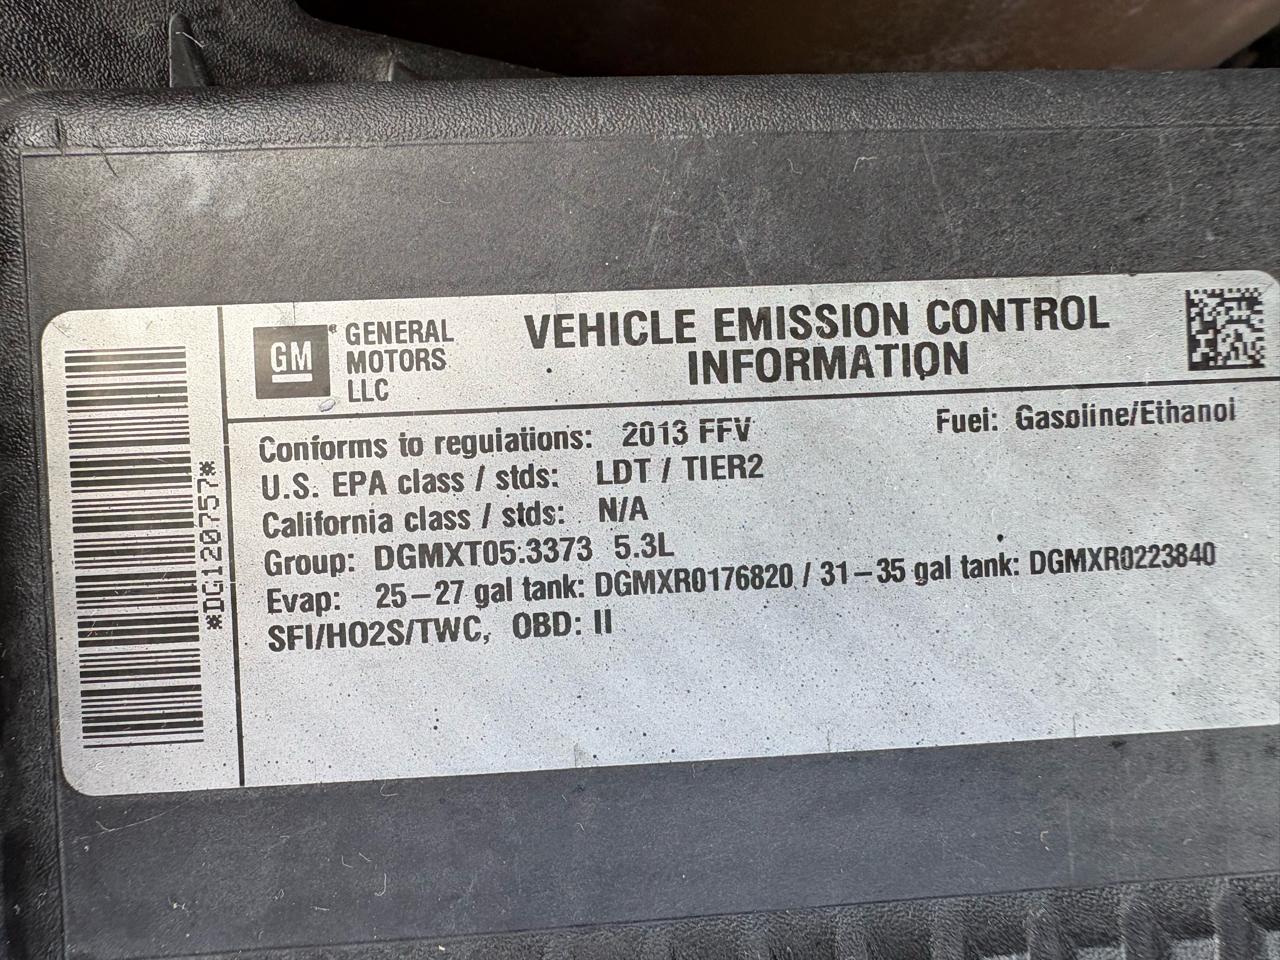 GM
GENERAL
MOTORS
LLC
VEHICLE EMISSION CONTROL
INFORMATION
Conforms to regulations: 2013 FFV
Fuel: Gasoline/Ethanol
U.S. EPA class / stds: LDT / TIER2
California class / stds: N/A
Group: DGMXT05.3373 5.3L
Evap: 25-27 gal tank: DGMXR0176820 / 31-35 gal tank: DGMXR0223840
SFI/HO2S/TWC, OBD: II
*DG120757*